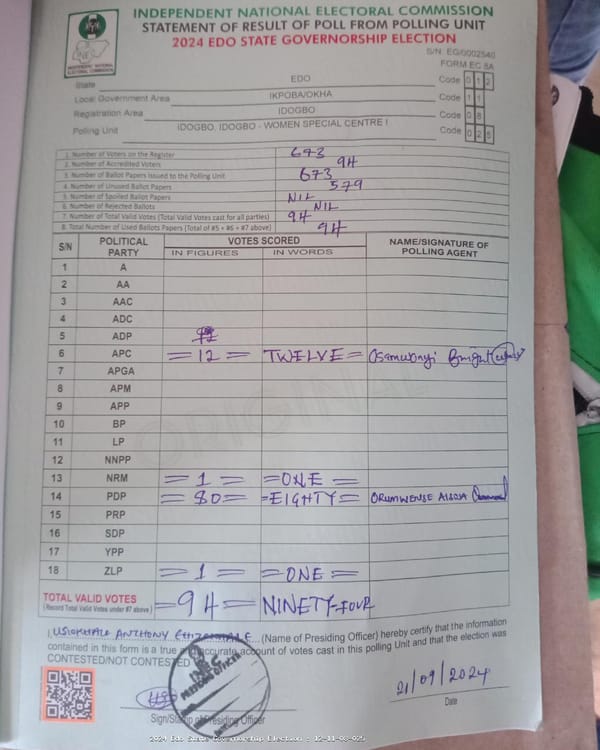 INDEPENDENT NATIONAL ELECTORAL COMMISSION
STATEMENT OF RESULT OF POLL FROM POLLING UNIT
2024 EDO STATE GOVERNORSHIP ELECTION
S/N: EG/0002540
FORM EC 8A
INDEPENDENT NATIONAL ELECTORAL COMMISSION
State EDO Code 0 1 2
Local Government Area IKPOBA/OKHA Code 1 1
Registration Area IDOGBO Code 0 8
Polling Unit IDOGBO, IDOGBO - WOMEN SPECIAL CENTRE I Code 0 2 5
1. Number of Voters on the Register 673
2. Number of Accredited Voters 94
3. Number of Ballot Papers Issued to the Polling Unit 673
4. Number of Unused Ballot Papers 579
5. Number of Spoiled Ballot Papers NIL
6. Number of Rejected Ballots NIL
7. Number of Total Valid Votes (Total Valid Votes cast for all parties) 94
8. Total Number of Used Ballots Papers (Total of #5 + #6 + #7 above) 94
S/N POLITICAL PARTY VOTES SCORED NAME/SIGNATURE OF POLLING AGENT
IN FIGURES IN WORDS
1 A
2 AA
3 AAC
4 ADC
5 ADP
6 APC =12= TWELVE= Osamwonyi Bright
7 APGA
8 APM
9 APP
10 BP
11 LP
12 NNPP
13 NRM =1= =ONE=
14 PDP =80= =EIGHTY=
15 PRP
16 SDP
17 YPP
18 ZLP =1= =ONE=
ORIGINAL
TOTAL VALID VOTES =94= NINETY-FOUR
(Record Total Valid Votes under #7 above)
I, ANTHONY (Name of Presiding Officer) hereby certify that the information
contained in this form is a true and accurate account of votes cast in this polling Unit and that the election was
CONTESTED/NOT CONTESTED
INEC
PRESIDING OFFICER
21/09/2024
Sign/Stamp of Presiding Officer
Date
2024 Edo State Governorship Election - 12-11-08-025